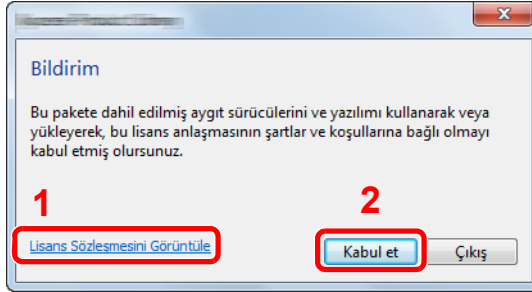 Bildirim
Bu pakete dahil edilmiş aygıt sürücülerini ve yazılımı kullanarak veya
yükleyerek, bu lisans anlaşmasının şartlar ve koşullarına bağlı olmayı
kabul etmiş olursunuz.
1
2
Lisans Sözleşmesini Görüntüle
Kabul et
Çıkış